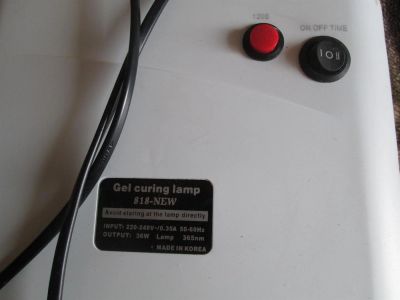 120S
ON OFF TIME
I O II
Gel curing lamp
818-NEW
Avoid staring at the lamp directly
INPUT: 220-240V~/0.35A 50-60Hz
OUTPUT: 36W Lamp 365nm
MADE IN KOREA